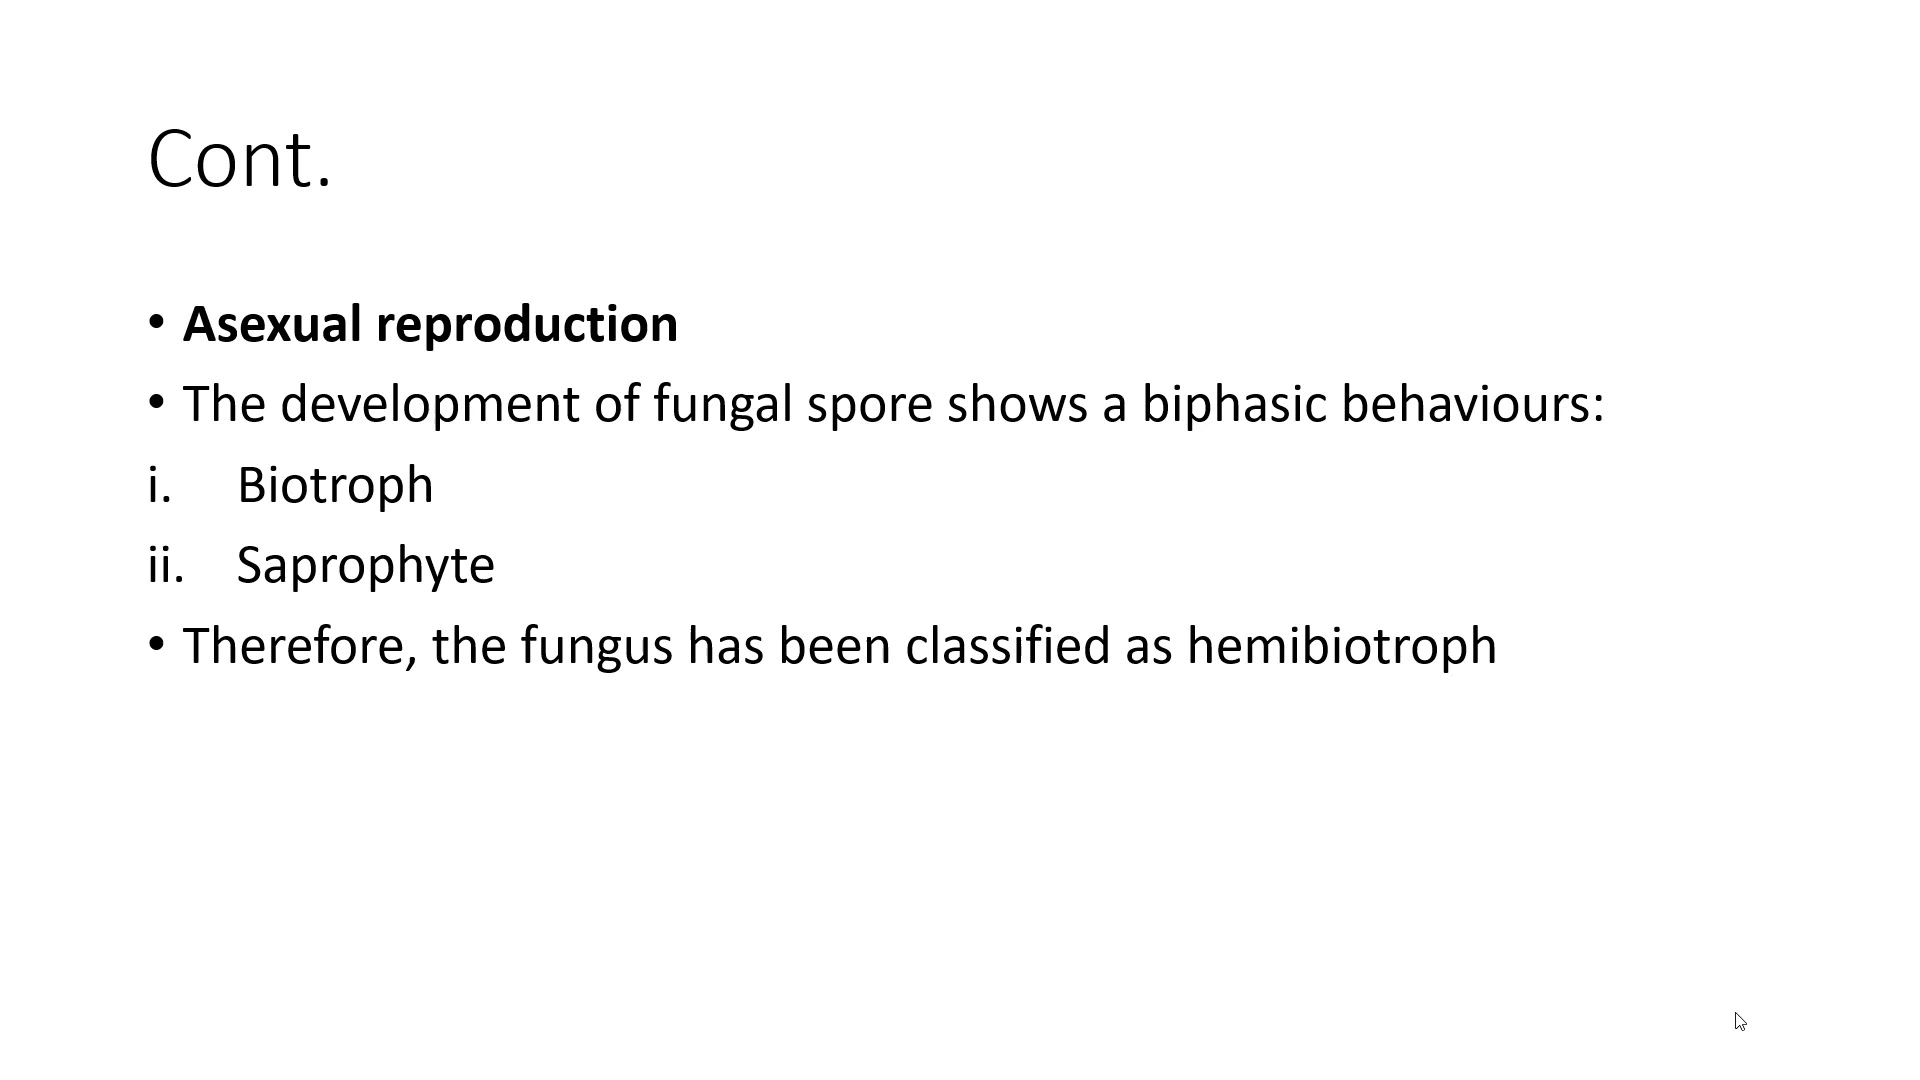 Cont.
• Asexual reproduction
• The development of fungal spore shows a biphasic behaviours:
i. Biotroph
ii. Saprophyte
• Therefore, the fungus has been classified as hemibiotroph